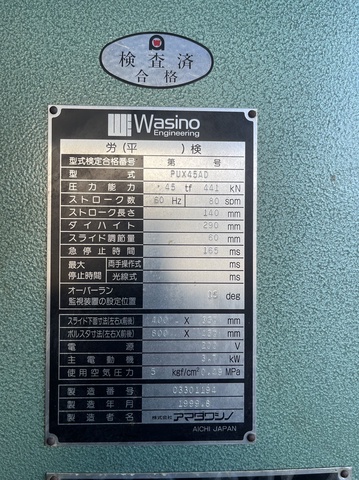 検査済
合格
Wasino
Engineering
労(平 )検
型式検定合格番号 第 号
型式 PUX45AD
圧力能力 45 tf 441 kN
ストローク数 60 Hz 80 spm
ストローク長さ 140 mm
ダイハイト 290 mm
スライド調節量 60 mm
急停止時間 165 ms
最大停止時間 両手操作式 ms
光線式 ms
オーバーラン
監視装置の設定位置 15 deg
スライド下面寸法(左右x前後) 400 X mm
ボルスタ寸法(左右x前後) 800 X mm
電源 V
主電動機 kW
使用空気圧力 5 kgf/cm² MPa
製造番号 03301194
製造年月 1999.8
製造者名 株式会社 アマダワシノ
AICHI JAPAN